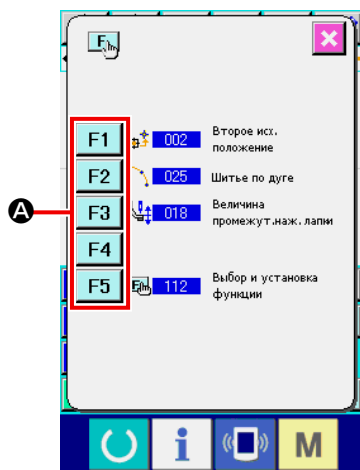 F
F1 002 Второе исх.
положение
F2 025 Шитье по дуге
A F3 018 Величина
промежут.наж.лапки
F4
F5 F 112 Выбор и установка
функции
i M